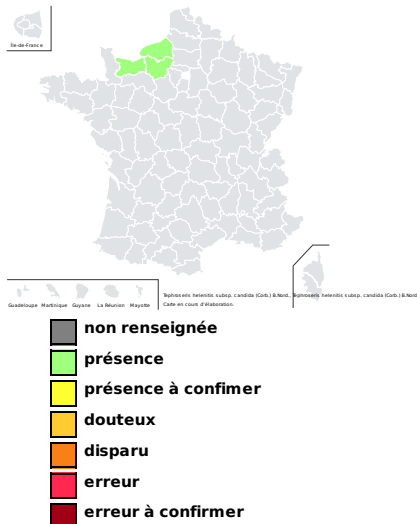 Île-de-France
Guadeloupe Martinique Guyane La Réunion Mayotte
Tephroseris helenitis subsp. candida (Corb.) B.Nord., Tephroseris helenitis subsp. candida (Corb.) B.Nord
Carte en cours d'élaboration.
non renseignée
présence
présence à confimer
douteux
disparu
erreur
erreur à confirmer